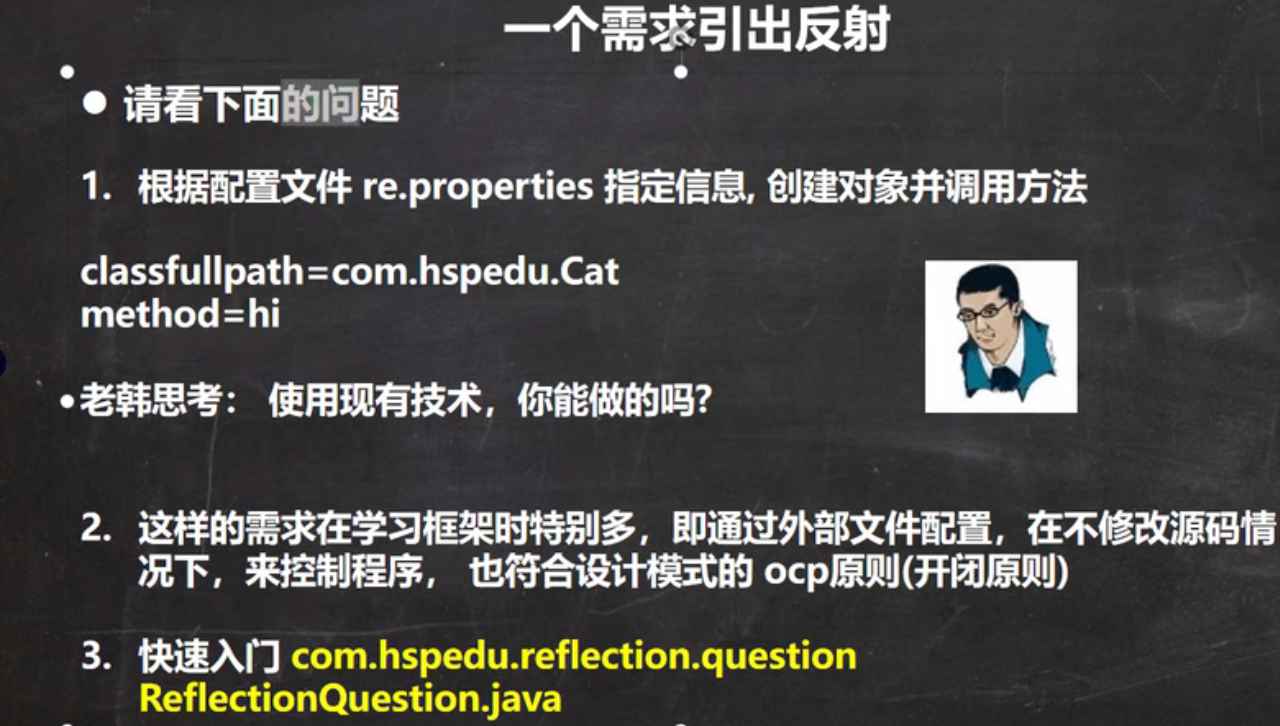 一个需求引出反射
● 请看下面的问题
1. 根据配置文件 re.properties 指定信息, 创建对象并调用方法
classfullpath=com.hspedu.Cat
method=hi
•老韩思考： 使用现有技术，你能做的吗?
2. 这样的需求在学习框架时特别多，即通过外部文件配置，在不修改源码情
况下，来控制程序， 也符合设计模式的 ocp原则(开闭原则)
3. 快速入门 com.hspedu.reflection.question
ReflectionQuestion.java